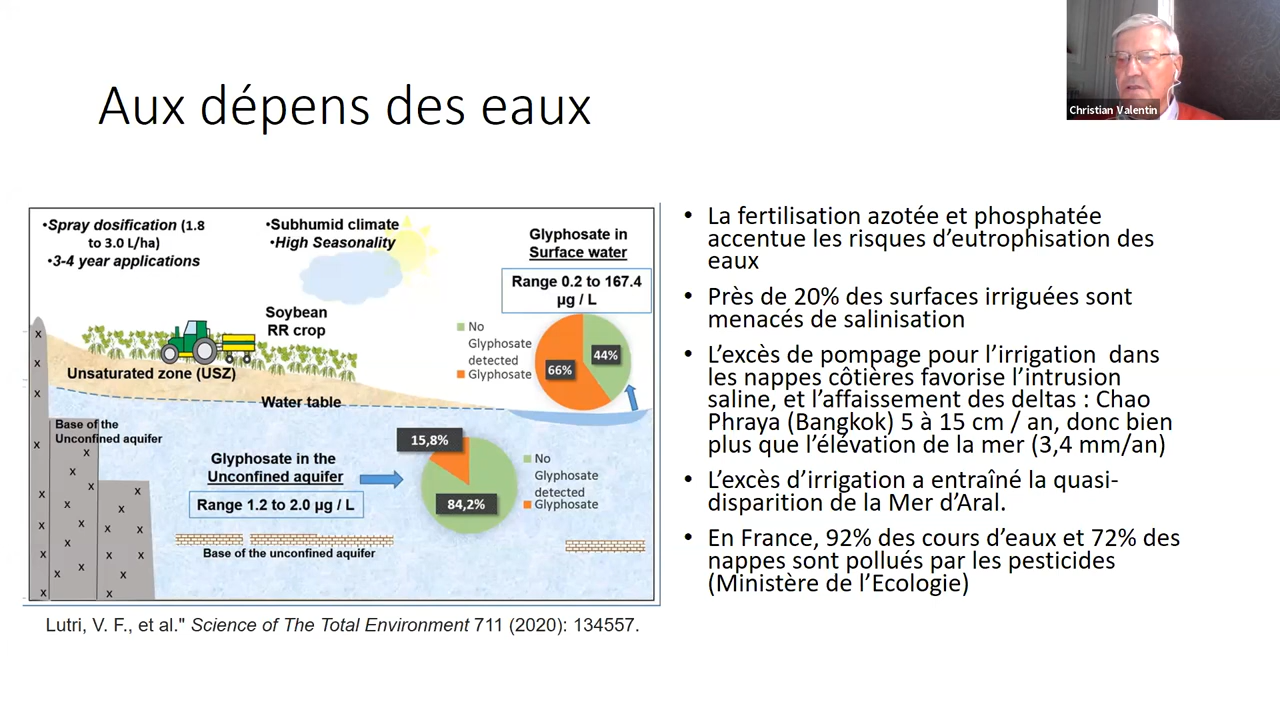 Christian Valentin
Aux dépens des eaux
•Spray dosification (1.8
to 3.0 L/ha)
•3-4 year applications
•Subhumid climate
•High Seasonality
Glyphosate in
Surface water
Range 0.2 to 167.4
µg / L
Soybean
RR crop
No
Glyphosate
detected
Glyphosate
44%
66%
Unsaturated zone (USZ)
Water table
Base of the
Unconfined aquifer
Glyphosate in the
Unconfined aquifer
Range 1.2 to 2.0 µg / L
15,8%
84,2%
No
Glyphosate
detected
Glyphosate
Base of the unconfined aquifer
Lutri, V. F., et al." Science of The Total Environment 711 (2020): 134557.
• La fertilisation azotée et phosphatée
accentue les risques d’eutrophisation des
eaux
• Près de 20% des surfaces irriguées sont
menacés de salinisation
• L’excès de pompage pour l’irrigation dans
les nappes côtières favorise l’intrusion
saline, et l’affaissement des deltas : Chao
Phraya (Bangkok) 5 à 15 cm / an, donc bien
plus que l’élévation de la mer (3,4 mm/an)
• L’excès d’irrigation a entraîné la quasi-
disparition de la Mer d’Aral.
• En France, 92% des cours d’eaux et 72% des
nappes sont pollués par les pesticides
(Ministère de l’Ecologie)